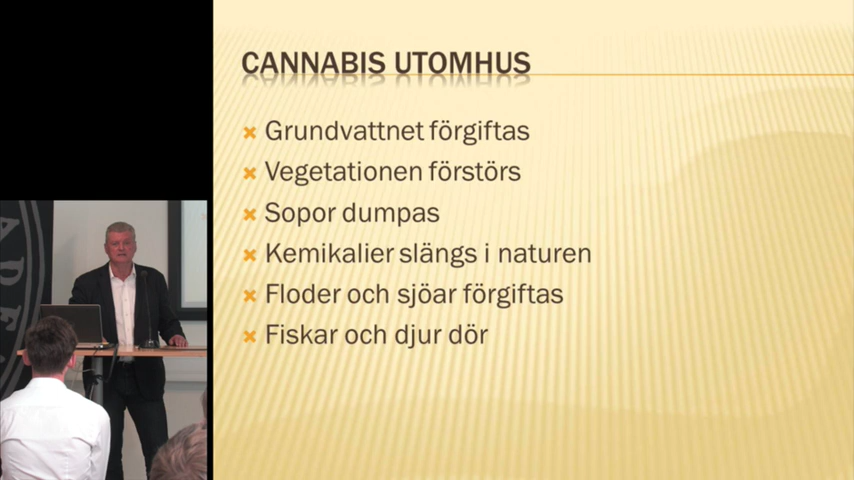 CANNABIS UTOMHUS
Grundvattnet förgiftas
Vegetationen förstörs
Sopor dumpas
Kemikalier slängs i naturen
Floder och sjöar förgiftas
Fiskar och djur dör